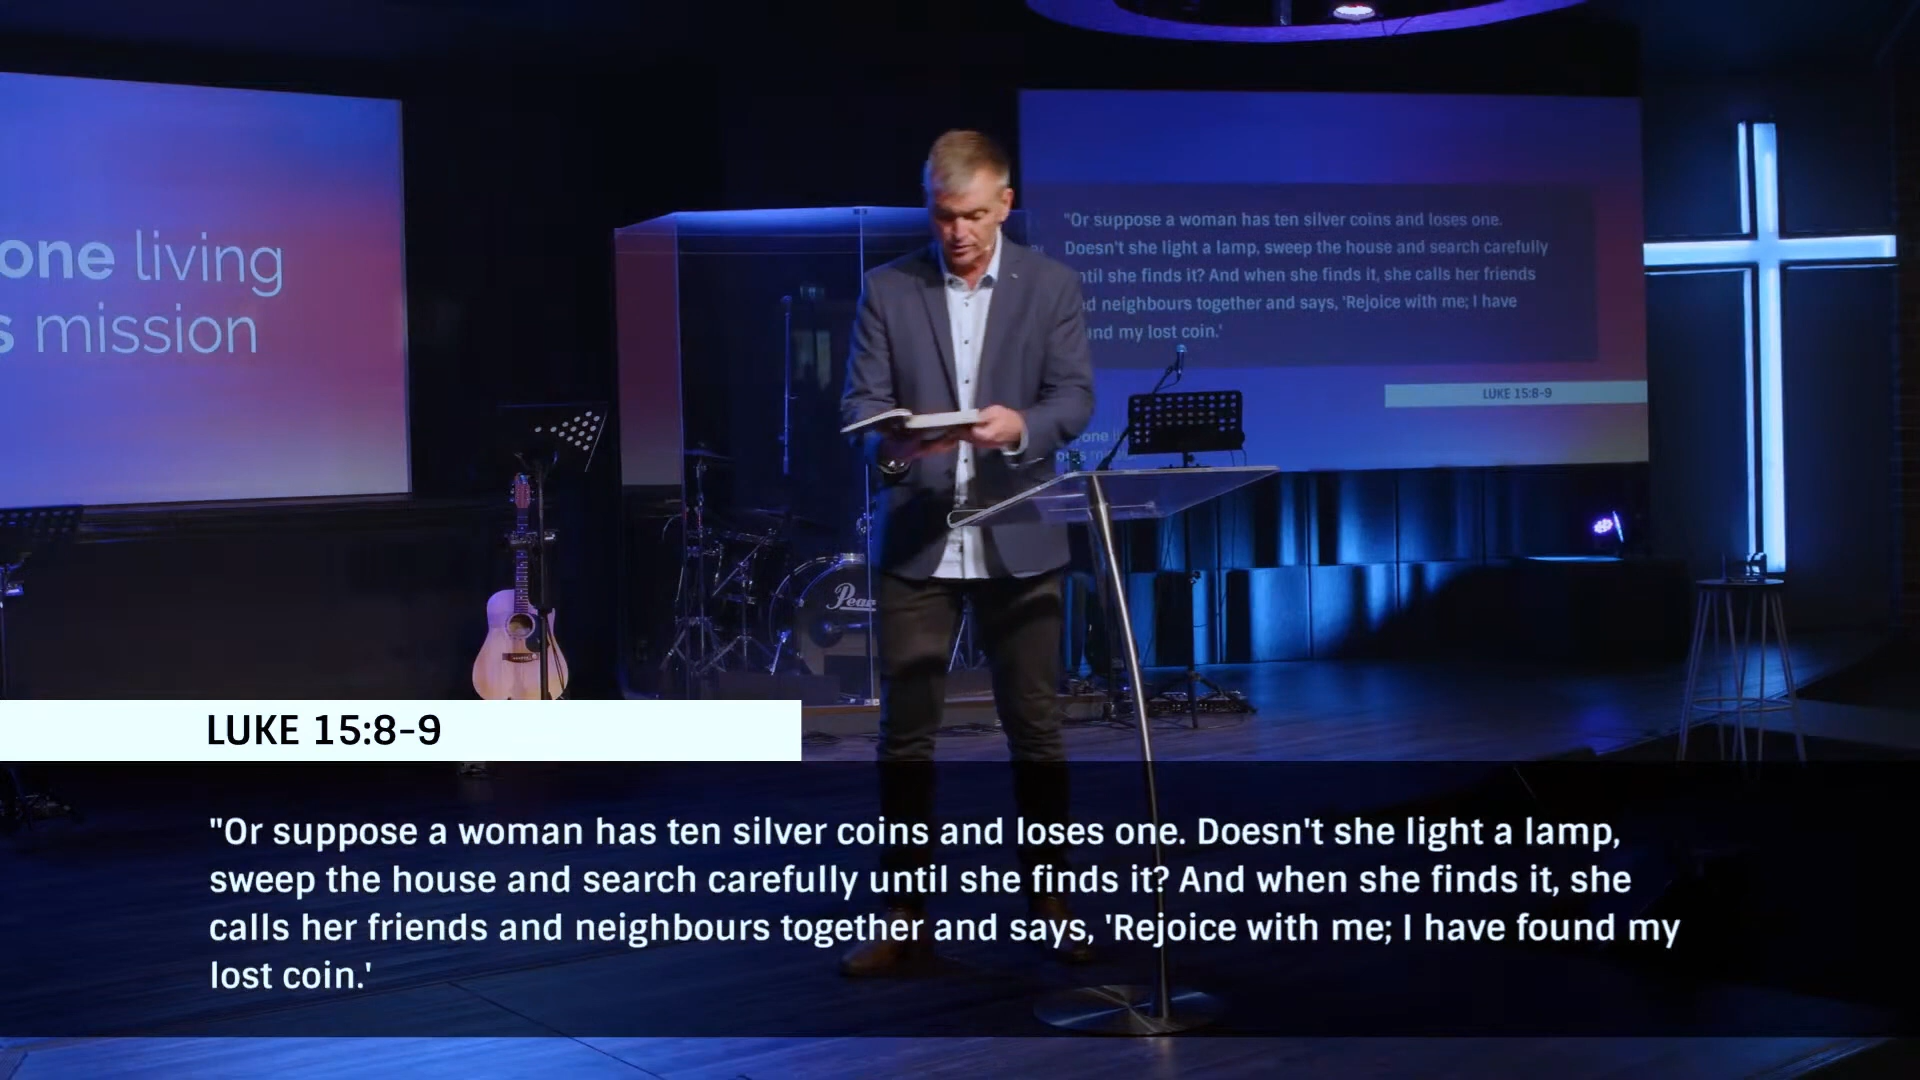 one living
s mission
"Or suppose a woman has ten silver coins and loses one.
Doesn't she light a lamp, sweep the house and search carefully
til she finds it? And when she finds it, she calls her friends
d neighbours together and says, 'Rejoice with me; I have
nd my lost coin.'
LUKE 15:8-9
one
Pear
LUKE 15:8-9
"Or suppose a woman has ten silver coins and loses one. Doesn't she light a lamp,
sweep the house and search carefully until she finds it? And when she finds it, she
calls her friends and neighbours together and says, 'Rejoice with me; I have found my
lost coin.'